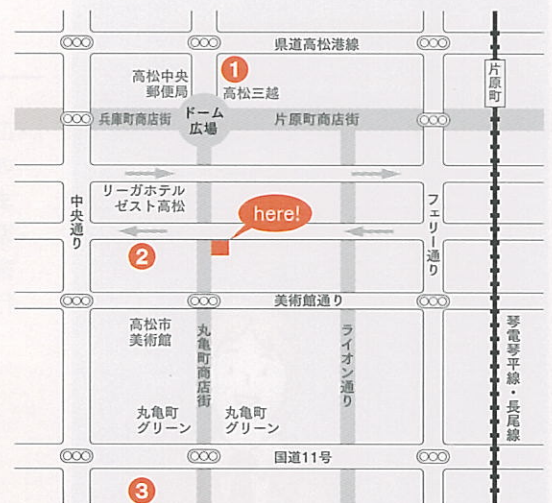 県道高松港線
高松中央
郵便局
1
高松三越
片原町
兵庫町商店街
ドーム
広場
片原町商店街
リーガホテル
ゼスト高松
here!
中央通り
フェリー通り
2
美術館通り
高松市
美術館
丸亀町商店街
ライオン通り
琴電琴平線・長尾線
丸亀町
グリーン
丸亀町
グリーン
国道11号
3